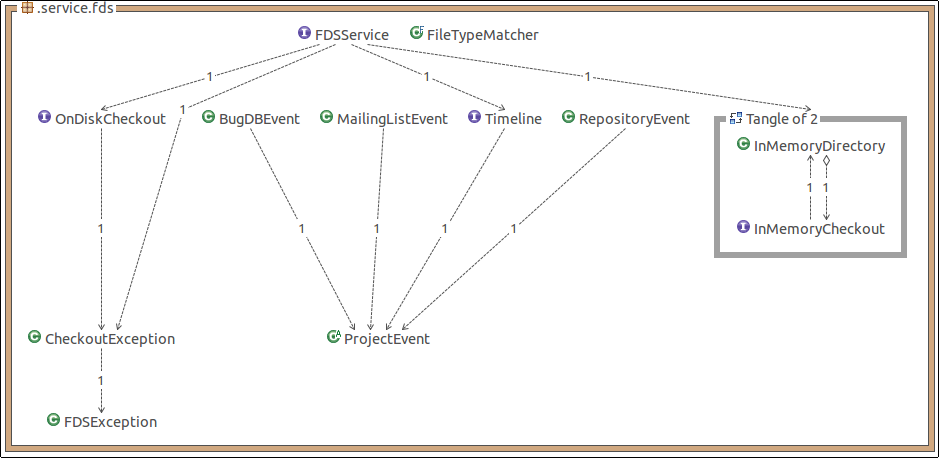 .service.fds
FDSService FileTypeMatcher
1 1 1 1
OnDiskCheckout BugDBEvent MailingListEvent Timeline RepositoryEvent Tangle of 2
InMemoryDirectory
1 1
InMemoryCheckout
1 1 1 1 1
CheckoutException ProjectEvent
1
FDSException